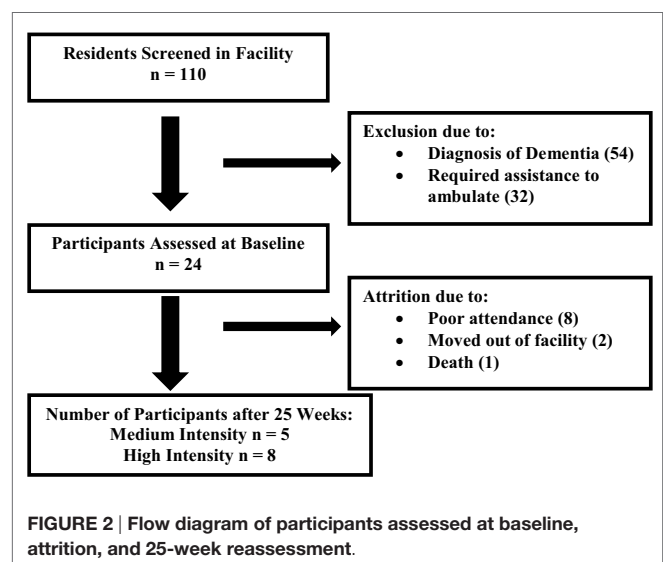 Residents Screened in Facility
n = 110
Exclusion due to:
• Diagnosis of Dementia (54)
• Required assistance to
ambulate (32)
Participants Assessed at Baseline
n = 24
Attrition due to:
• Poor attendance (8)
• Moved out of facility (2)
• Death (1)
Number of Participants after 25 Weeks:
Medium Intensity n = 5
High Intensity n = 8
FIGURE 2 | Flow diagram of participants assessed at baseline,
attrition, and 25-week reassessment.